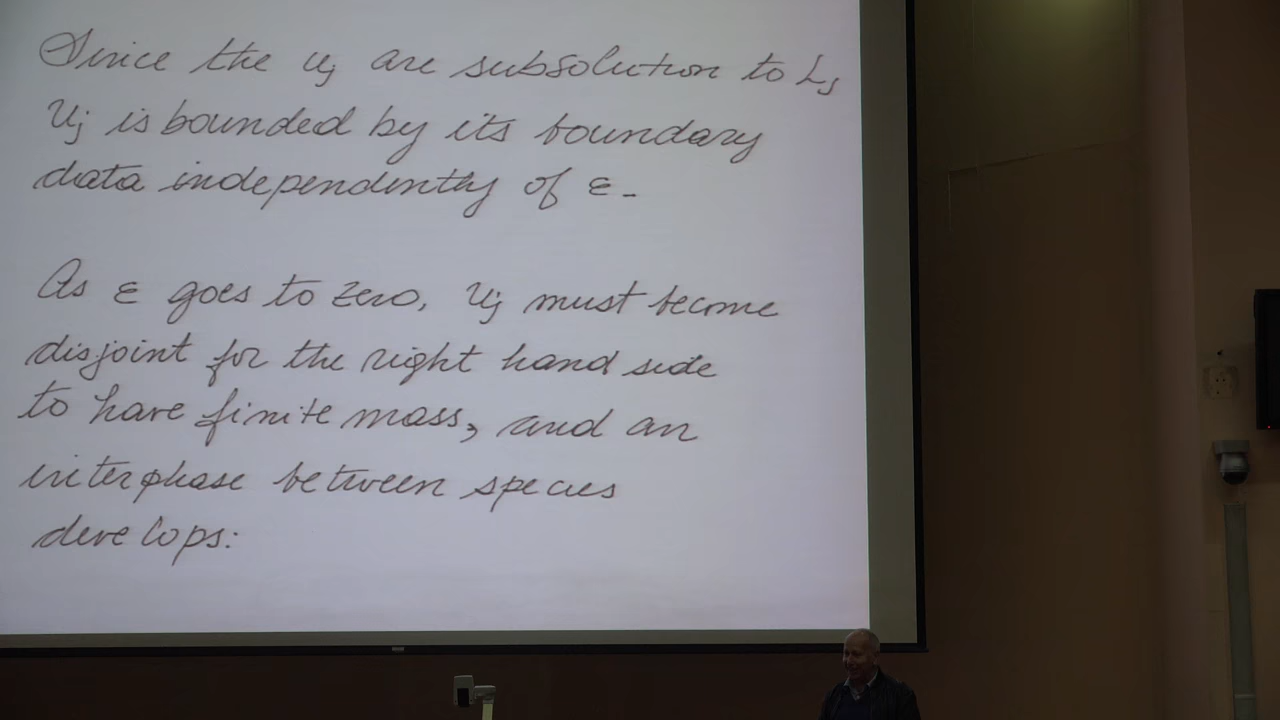 Since the uj are subsolution to Lj
Uj is bounded by its boundary
data independently of ε -
As ε goes to zero, Uj must become
disjoint for the right hand side
to have finite mass, and an
interphase between species
develops: